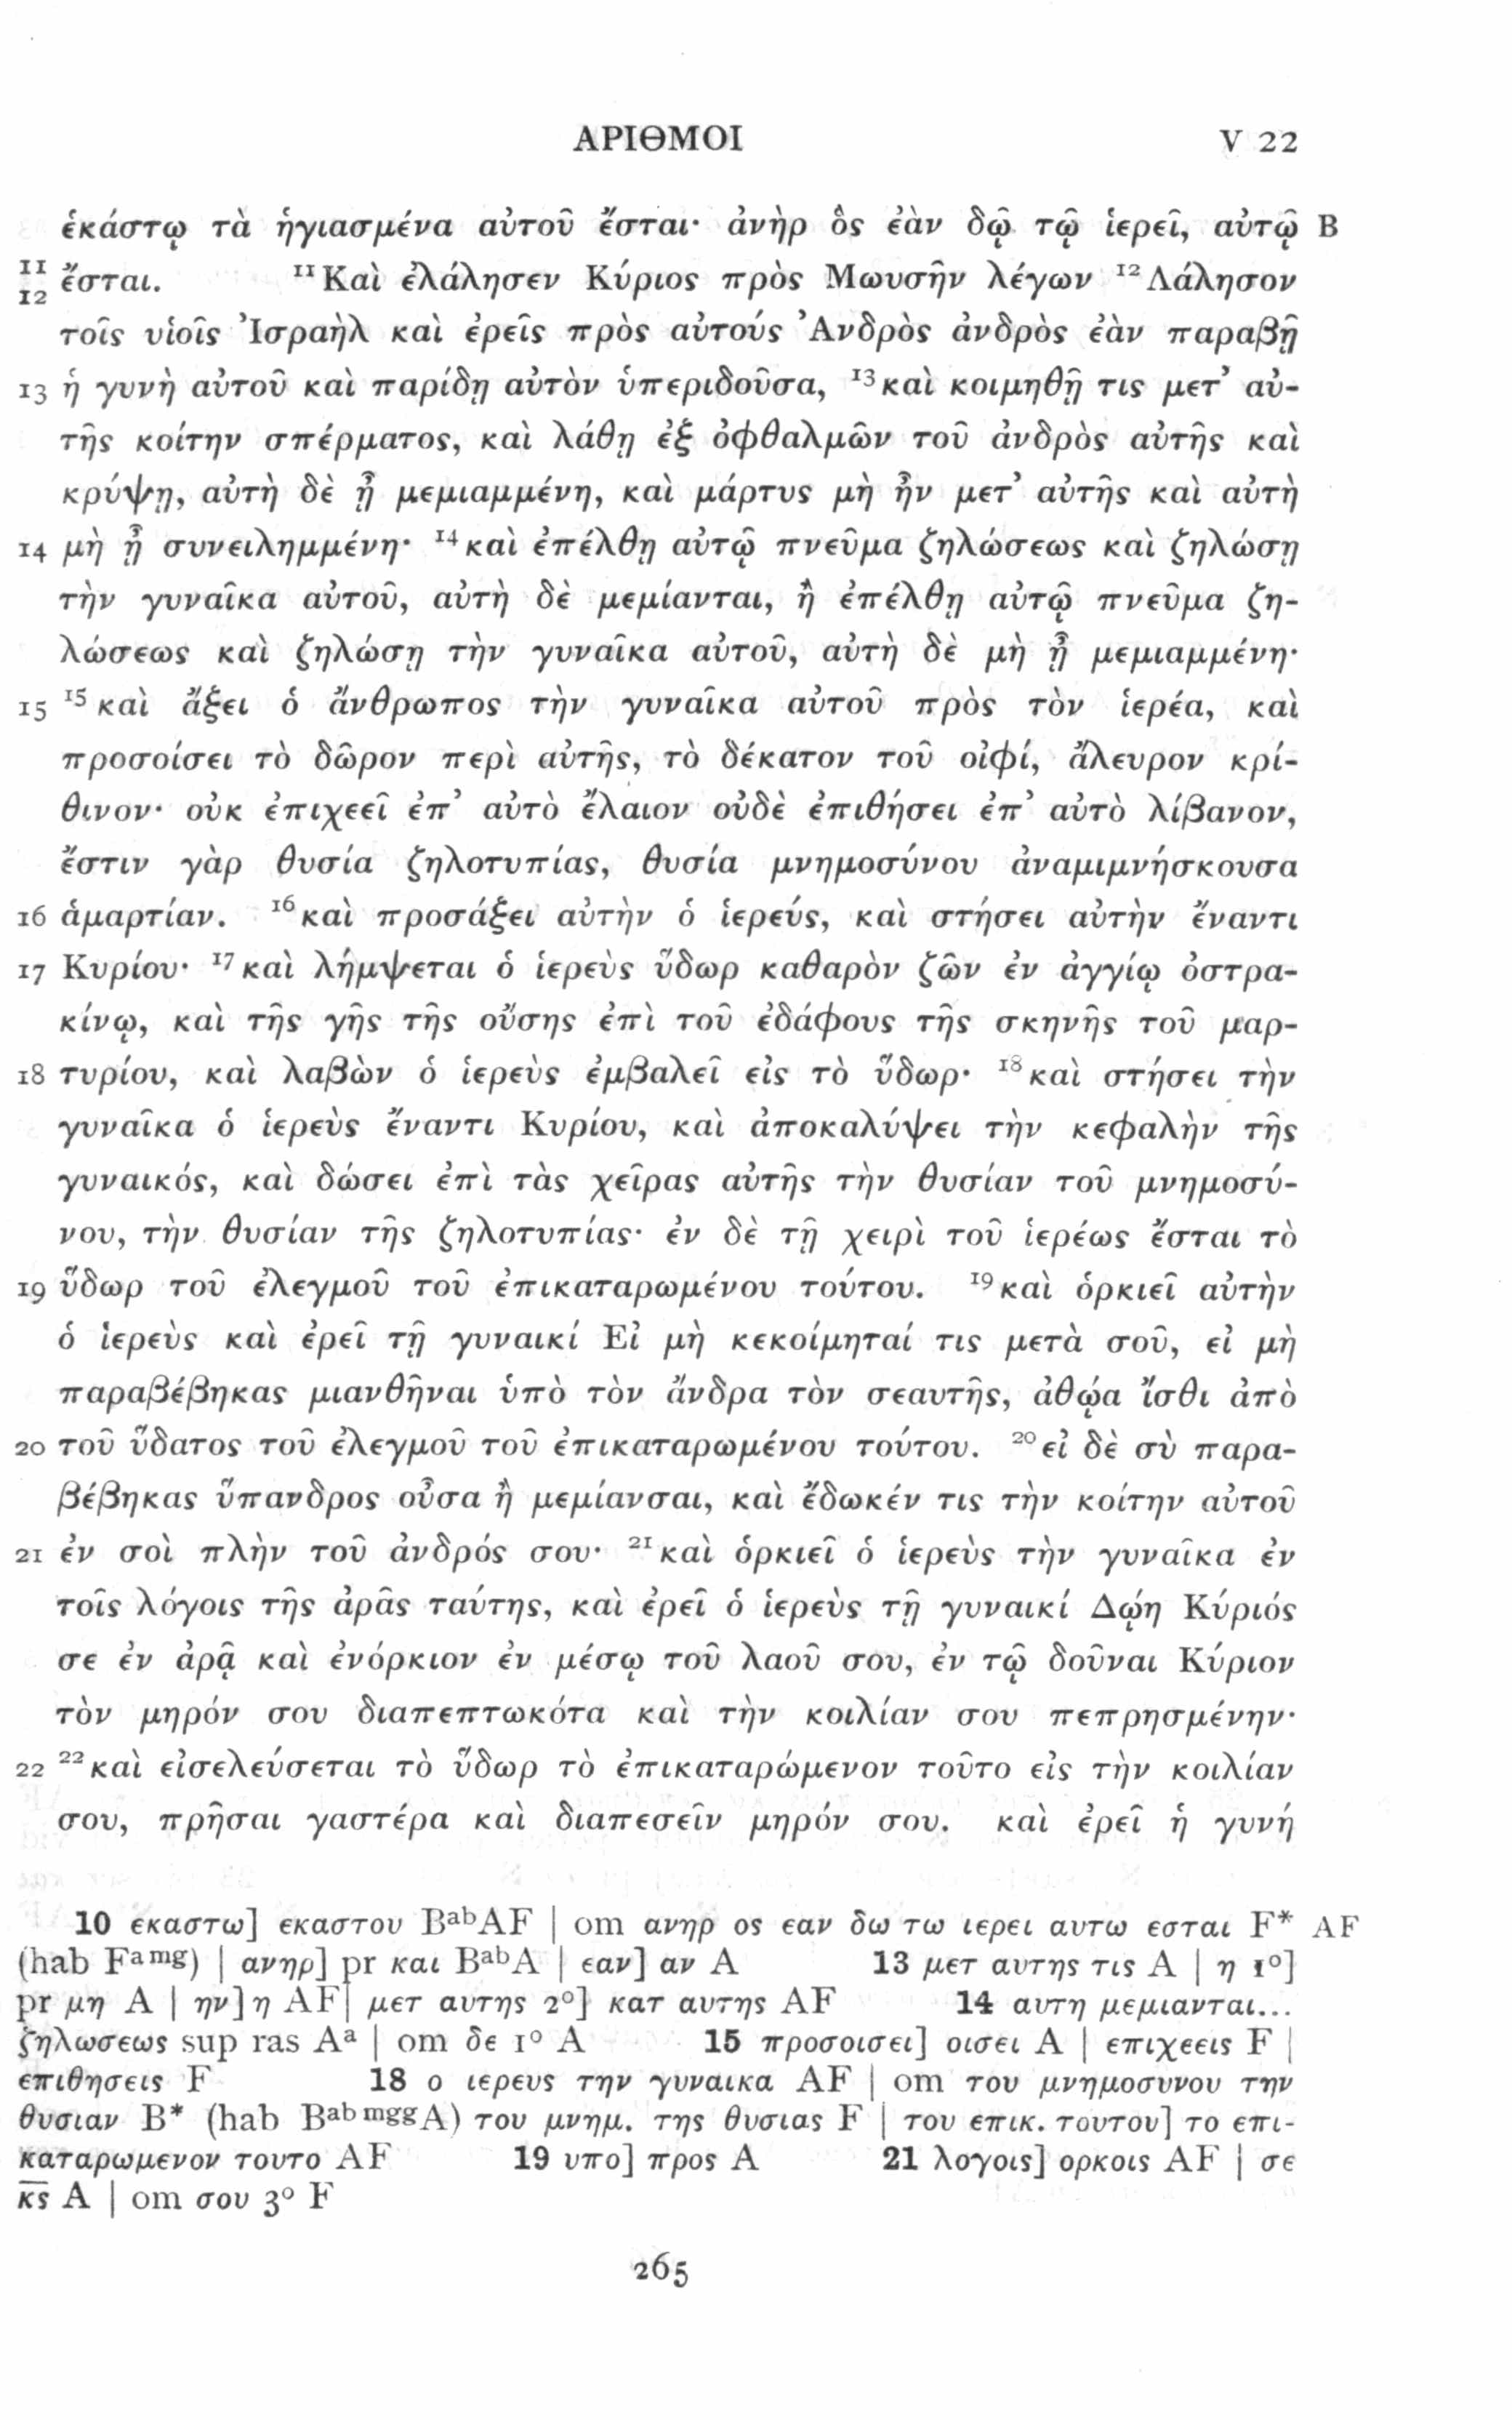 ΑΡΙΘΜΟΙ V 22
ἑκάστῳ τὰ ἡγιασμένα αὐτοῦ ἔσται· ἀνὴρ ὃς ἐὰν δῷ τῷ ἱερεῖ, αὐτῷ B
11 12 ἔσται. ¹¹Καὶ ἐλάλησεν Κύριος πρὸς Μωυσῆν λέγων ¹²Λάλησον
τοῖς υἱοῖς Ἰσραὴλ καὶ ἐρεῖς πρὸς αὐτούς Ἀνδρὸς ἀνδρὸς ἐὰν παραβῇ
13 ἡ γυνὴ αὐτοῦ καὶ παρίδῃ αὐτὸν ὑπεριδοῦσα, ¹³καὶ κοιμηθῇ τις μετ’ αὐ-
τῆς κοίτην σπέρματος, καὶ λάθῃ ἐξ ὀφθαλμῶν τοῦ ἀνδρὸς αὐτῆς καὶ
κρύψῃ, αὐτὴ δὲ ᾖ μεμιαμμένη, καὶ μάρτυς μὴ ἦν μετ’ αὐτῆς καὶ αὐτὴ
14 μὴ ᾖ συνειλημμένη· ¹⁴καὶ ἐπέλθῃ αὐτῷ πνεῦμα ζηλώσεως καὶ ζηλώσῃ
τὴν γυναῖκα αὐτοῦ, αὐτὴ δὲ μεμίανται, ἢ ἐπέλθῃ αὐτῷ πνεῦμα ζη-
λώσεως καὶ ζηλώσῃ τὴν γυναῖκα αὐτοῦ, αὐτὴ δὲ μὴ ᾖ μεμιαμμένη·
15 ¹⁵καὶ ἄξει ὁ ἄνθρωπος τὴν γυναῖκα αὐτοῦ πρὸς τὸν ἱερέα, καὶ
προσοίσει τὸ δῶρον περὶ αὐτῆς, τὸ δέκατον τοῦ οἰφί, ἄλευρον κρί-
θινον· οὐκ ἐπιχεεῖ ἐπ’ αὐτὸ ἔλαιον οὐδὲ ἐπιθήσει ἐπ’ αὐτὸ λίβανον,
ἔστιν γὰρ θυσία ζηλοτυπίας, θυσία μνημοσύνου ἀναμιμνήσκουσα
16 ἁμαρτίαν. ¹⁶καὶ προσάξει αὐτὴν ὁ ἱερεύς, καὶ στήσει αὐτὴν ἔναντι
17 Κυρίου· ¹⁷καὶ λήμψεται ὁ ἱερεὺς ὕδωρ καθαρὸν ζῶν ἐν ἀγγίῳ ὀστρα-
κίνῳ, καὶ τῆς γῆς τῆς οὔσης ἐπὶ τοῦ ἐδάφους τῆς σκηνῆς τοῦ μαρ-
18 τυρίου, καὶ λαβὼν ὁ ἱερεὺς ἐμβαλεῖ εἰς τὸ ὕδωρ· ¹⁸καὶ στήσει τὴν
γυναῖκα ὁ ἱερεὺς ἔναντι Κυρίου, καὶ ἀποκαλύψει τὴν κεφαλὴν τῆς
γυναικός, καὶ δώσει ἐπὶ τὰς χεῖρας αὐτῆς τὴν θυσίαν τοῦ μνημοσύ-
νου, τὴν θυσίαν τῆς ζηλοτυπίας· ἐν δὲ τῇ χειρὶ τοῦ ἱερέως ἔσται τὸ
19 ὕδωρ τοῦ ἐλεγμοῦ τοῦ ἐπικαταρωμένου τούτου. ¹⁹καὶ ὁρκιεῖ αὐτὴν
ὁ ἱερεὺς καὶ ἐρεῖ τῇ γυναικί Εἰ μὴ κεκοίμηταί τις μετὰ σοῦ, εἰ μὴ
παραβέβηκας μιανθῆναι ὑπὸ τὸν ἄνδρα τὸν σεαυτῆς, ἀθῴα ἴσθι ἀπὸ
20 τοῦ ὕδατος τοῦ ἐλεγμοῦ τοῦ ἐπικαταρωμένου τούτου. ²⁰εἰ δὲ σὺ παρα-
βέβηκας ὕπανδρος οὖσα ἢ μεμίανσαι, καὶ ἔδωκέν τις τὴν κοίτην αὐτοῦ
21 ἐν σοὶ πλὴν τοῦ ἀνδρός σου· ²¹καὶ ὁρκιεῖ ὁ ἱερεὺς τὴν γυναῖκα ἐν
τοῖς λόγοις τῆς ἀρᾶς ταύτης, καὶ ἐρεῖ ὁ ἱερεὺς τῇ γυναικί Δῴη Κύριός
σε ἐν ἀρᾷ καὶ ἐνόρκιον ἐν μέσῳ τοῦ λαοῦ σου, ἐν τῷ δοῦναι Κύριον
τὸν μηρόν σου διαπεπτωκότα καὶ τὴν κοιλίαν σου πεπρησμένην·
22 ²²καὶ εἰσελεύσεται τὸ ὕδωρ τὸ ἐπικαταρώμενον τοῦτο εἰς τὴν κοιλίαν
σου, πρῆσαι γαστέρα καὶ διαπεσεῖν μηρόν σου. καὶ ἐρεῖ ἡ γυνή
10 εκαστω] εκαστου BᵃᵇAF | om ανηρ ος εαν δω τω ιερει αυτω εσται F* AF
(hab Fᵃᵐᵍ) | ανηρ] pr και BᵃᵇA | εαν] αν A 13 μετ αυτης τις A | η 1º]
pr μη A | ην] η AF | μετ αυτης 2º] κατ αυτης AF 14 αυτη μεμιανται...
ζηλωσεως sup ras Aᵃ | om δε 1º A 15 προσοισει] οισει A | επιχεεις F |
επιθησεις F 18 ο ιερευς την γυναικα AF | om του μνημοσυνου την
θυσιαν B* (hab BᵃᵇᵐᵍᵍA) του μνημ. της θυσιας F | του επικ. τουτου] το επι-
καταρωμενον τουτο AF 19 υπο] προς A 21 λογοις] ορκοις AF | σε
κ̅ς̅ A | om σου 3º F
265